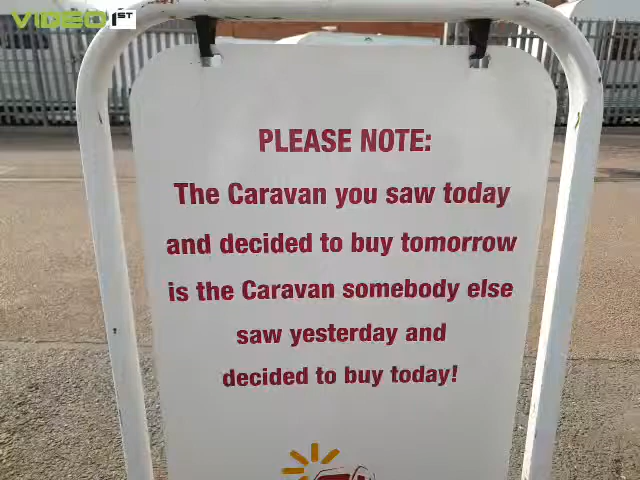 VIDEO 1ST
PLEASE NOTE:
The Caravan you saw today
and decided to buy tomorrow
is the Caravan somebody else
saw yesterday and
decided to buy today!